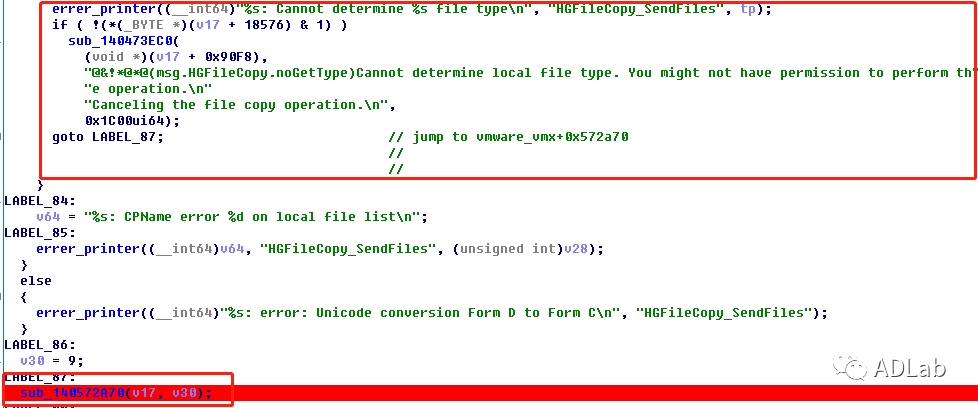 errer_printer((__int64)"%s: Cannot determine %s file type\n", "HGFileCopy_SendFiles", tp);
if ( !(*(_BYTE *)(v17 + 18576) & 1) )
sub_140473EC0(
(void *)(v17 + 0x90F8),
"@&!*@*@(msg.HGFileCopy.noGetType)Cannot determine local file type. You might not have permission to perform th"
"e operation.\n"
"Canceling the file copy operation.\n",
0x1C00ui64);
goto LABEL_87; // jump to vmware_vmx+0x572a70
//
//
}
LABEL_84:
v64 = "%s: CPName error %d on local file list\n";
LABEL_85:
errer_printer((__int64)v64, "HGFileCopy_SendFiles", (unsigned int)v28);
}
else
{
errer_printer((__int64)"%s: error: Unicode conversion Form D to Form C\n", "HGFileCopy_SendFiles");
}
LABEL_86:
v30 = 9;
LABEL_87:
sub_140572A70(v17, v30);
ADLab